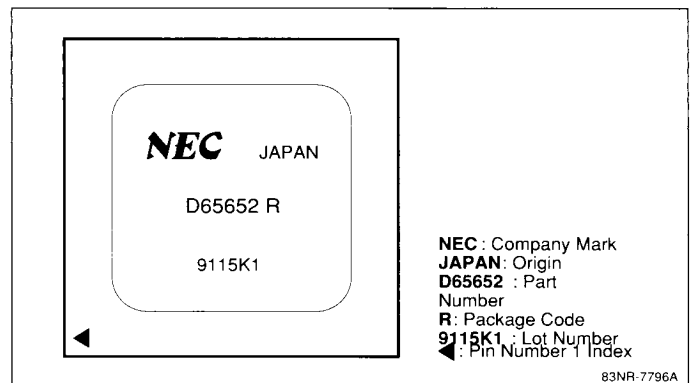 NEC JAPAN
D65652 R
9115K1
NEC : Company Mark
JAPAN: Origin
D65652 : Part
Number
R: Package Code
9115K1 : Lot Number
◀: Pin Number 1 Index
83NR-7796A